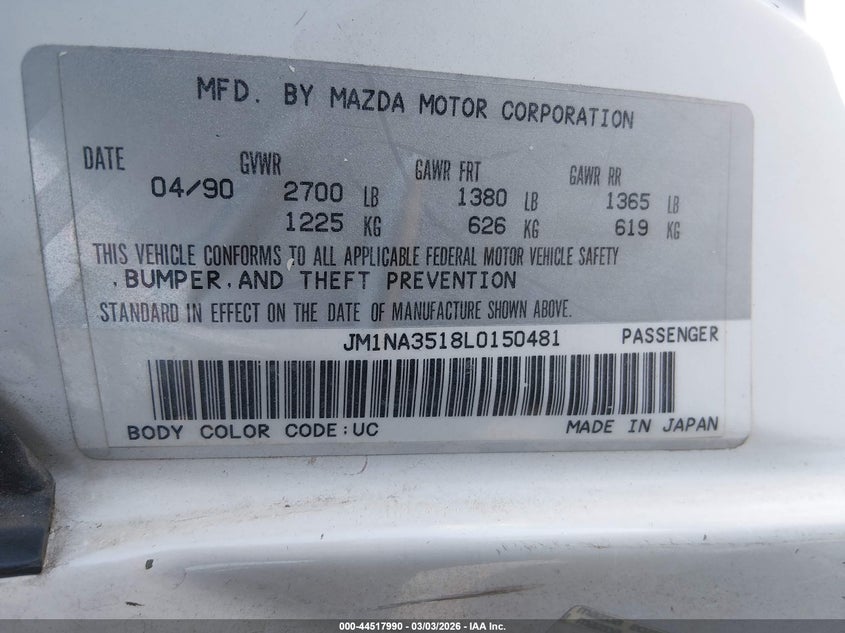 MFD. BY MAZDA MOTOR CORPORATION
DATE GVWR GAWR FRT GAWR RR
04/90 2700 LB 1380 LB 1365 LB
1225 KG 626 KG 619 KG
THIS VEHICLE CONFORMS TO ALL APPLICABLE FEDERAL MOTOR VEHICLE SAFETY
,BUMPER,AND THEFT PREVENTION
STANDARD IN EFFECT ON THE DATE OF MANUFACTURE SHOWN ABOVE.
JM1NA3518L0150481 PASSENGER
BODY COLOR CODE:UC MADE IN JAPAN
000-44517990 - 03/03/2026 - IAA Inc.